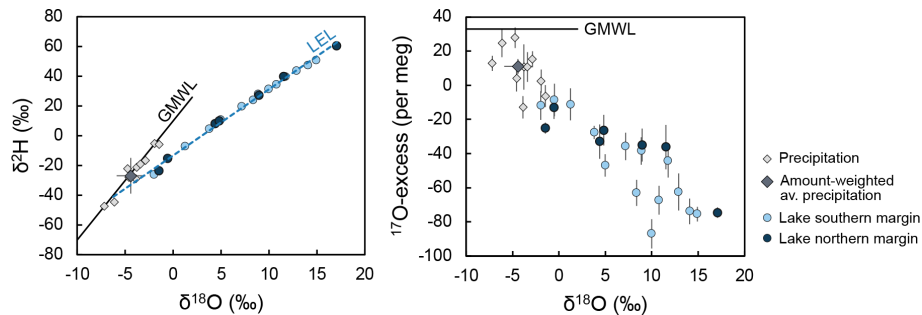 80
60
40
20
0
-20
-40
-60
-80
δ²H (‰)
-10 -5 0 5 10 15 20
δ¹⁸O (‰)
GMWL
LEL
40
20
0
-20
-40
-60
-80
-100
¹⁷O-excess (per meg)
-10 -5 0 5 10 15 20
δ¹⁸O (‰)
GMWL
Precipitation
Amount-weighted
av. precipitation
Lake southern margin
Lake northern margin